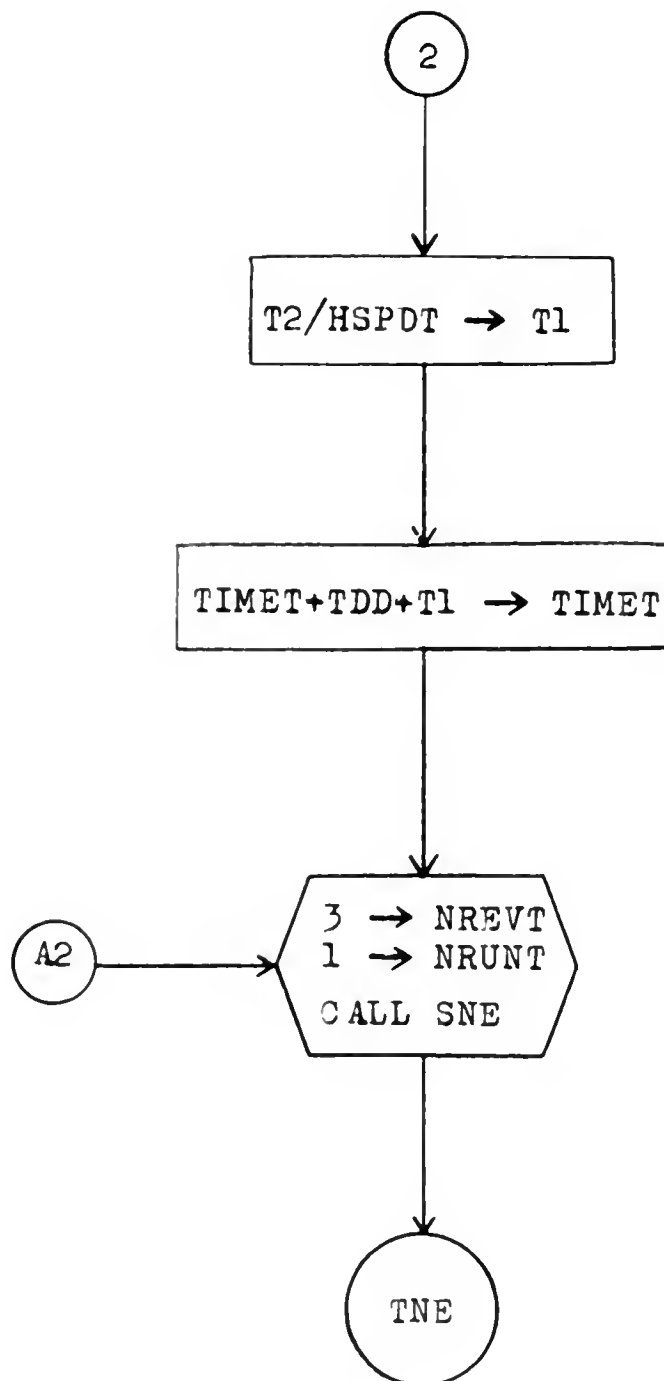 2
T2/HSPDT → T1
TIMET+TDD+T1 → TIMET
A2
3 → NREVT
1 → NRUNT
CALL SNE
TNE